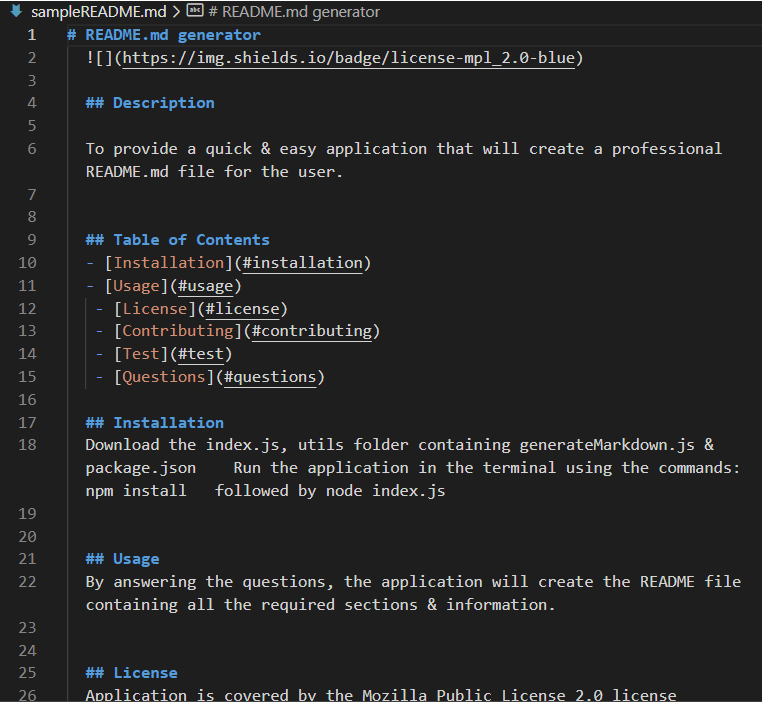 sampleREADME.md > abc # README.md generator
1 # README.md generator
2 ![](https://img.shields.io/badge/license-mpl_2.0-blue)
3
4 ## Description
5
6 To provide a quick & easy application that will create a professional
README.md file for the user.
7
8
9 ## Table of Contents
10 - [Installation](#installation)
11 - [Usage](#usage)
12 - [License](#license)
13 - [Contributing](#contributing)
14 - [Test](#test)
15 - [Questions](#questions)
16
17 ## Installation
18 Download the index.js, utils folder containing generateMarkdown.js &
package.json    Run the application in the terminal using the commands:
npm install   followed by node index.js
19
20
21 ## Usage
22 By answering the questions, the application will create the README file
containing all the required sections & information.
23
24
25 ## License
26 Application is covered by the Mozilla Public License 2.0 license